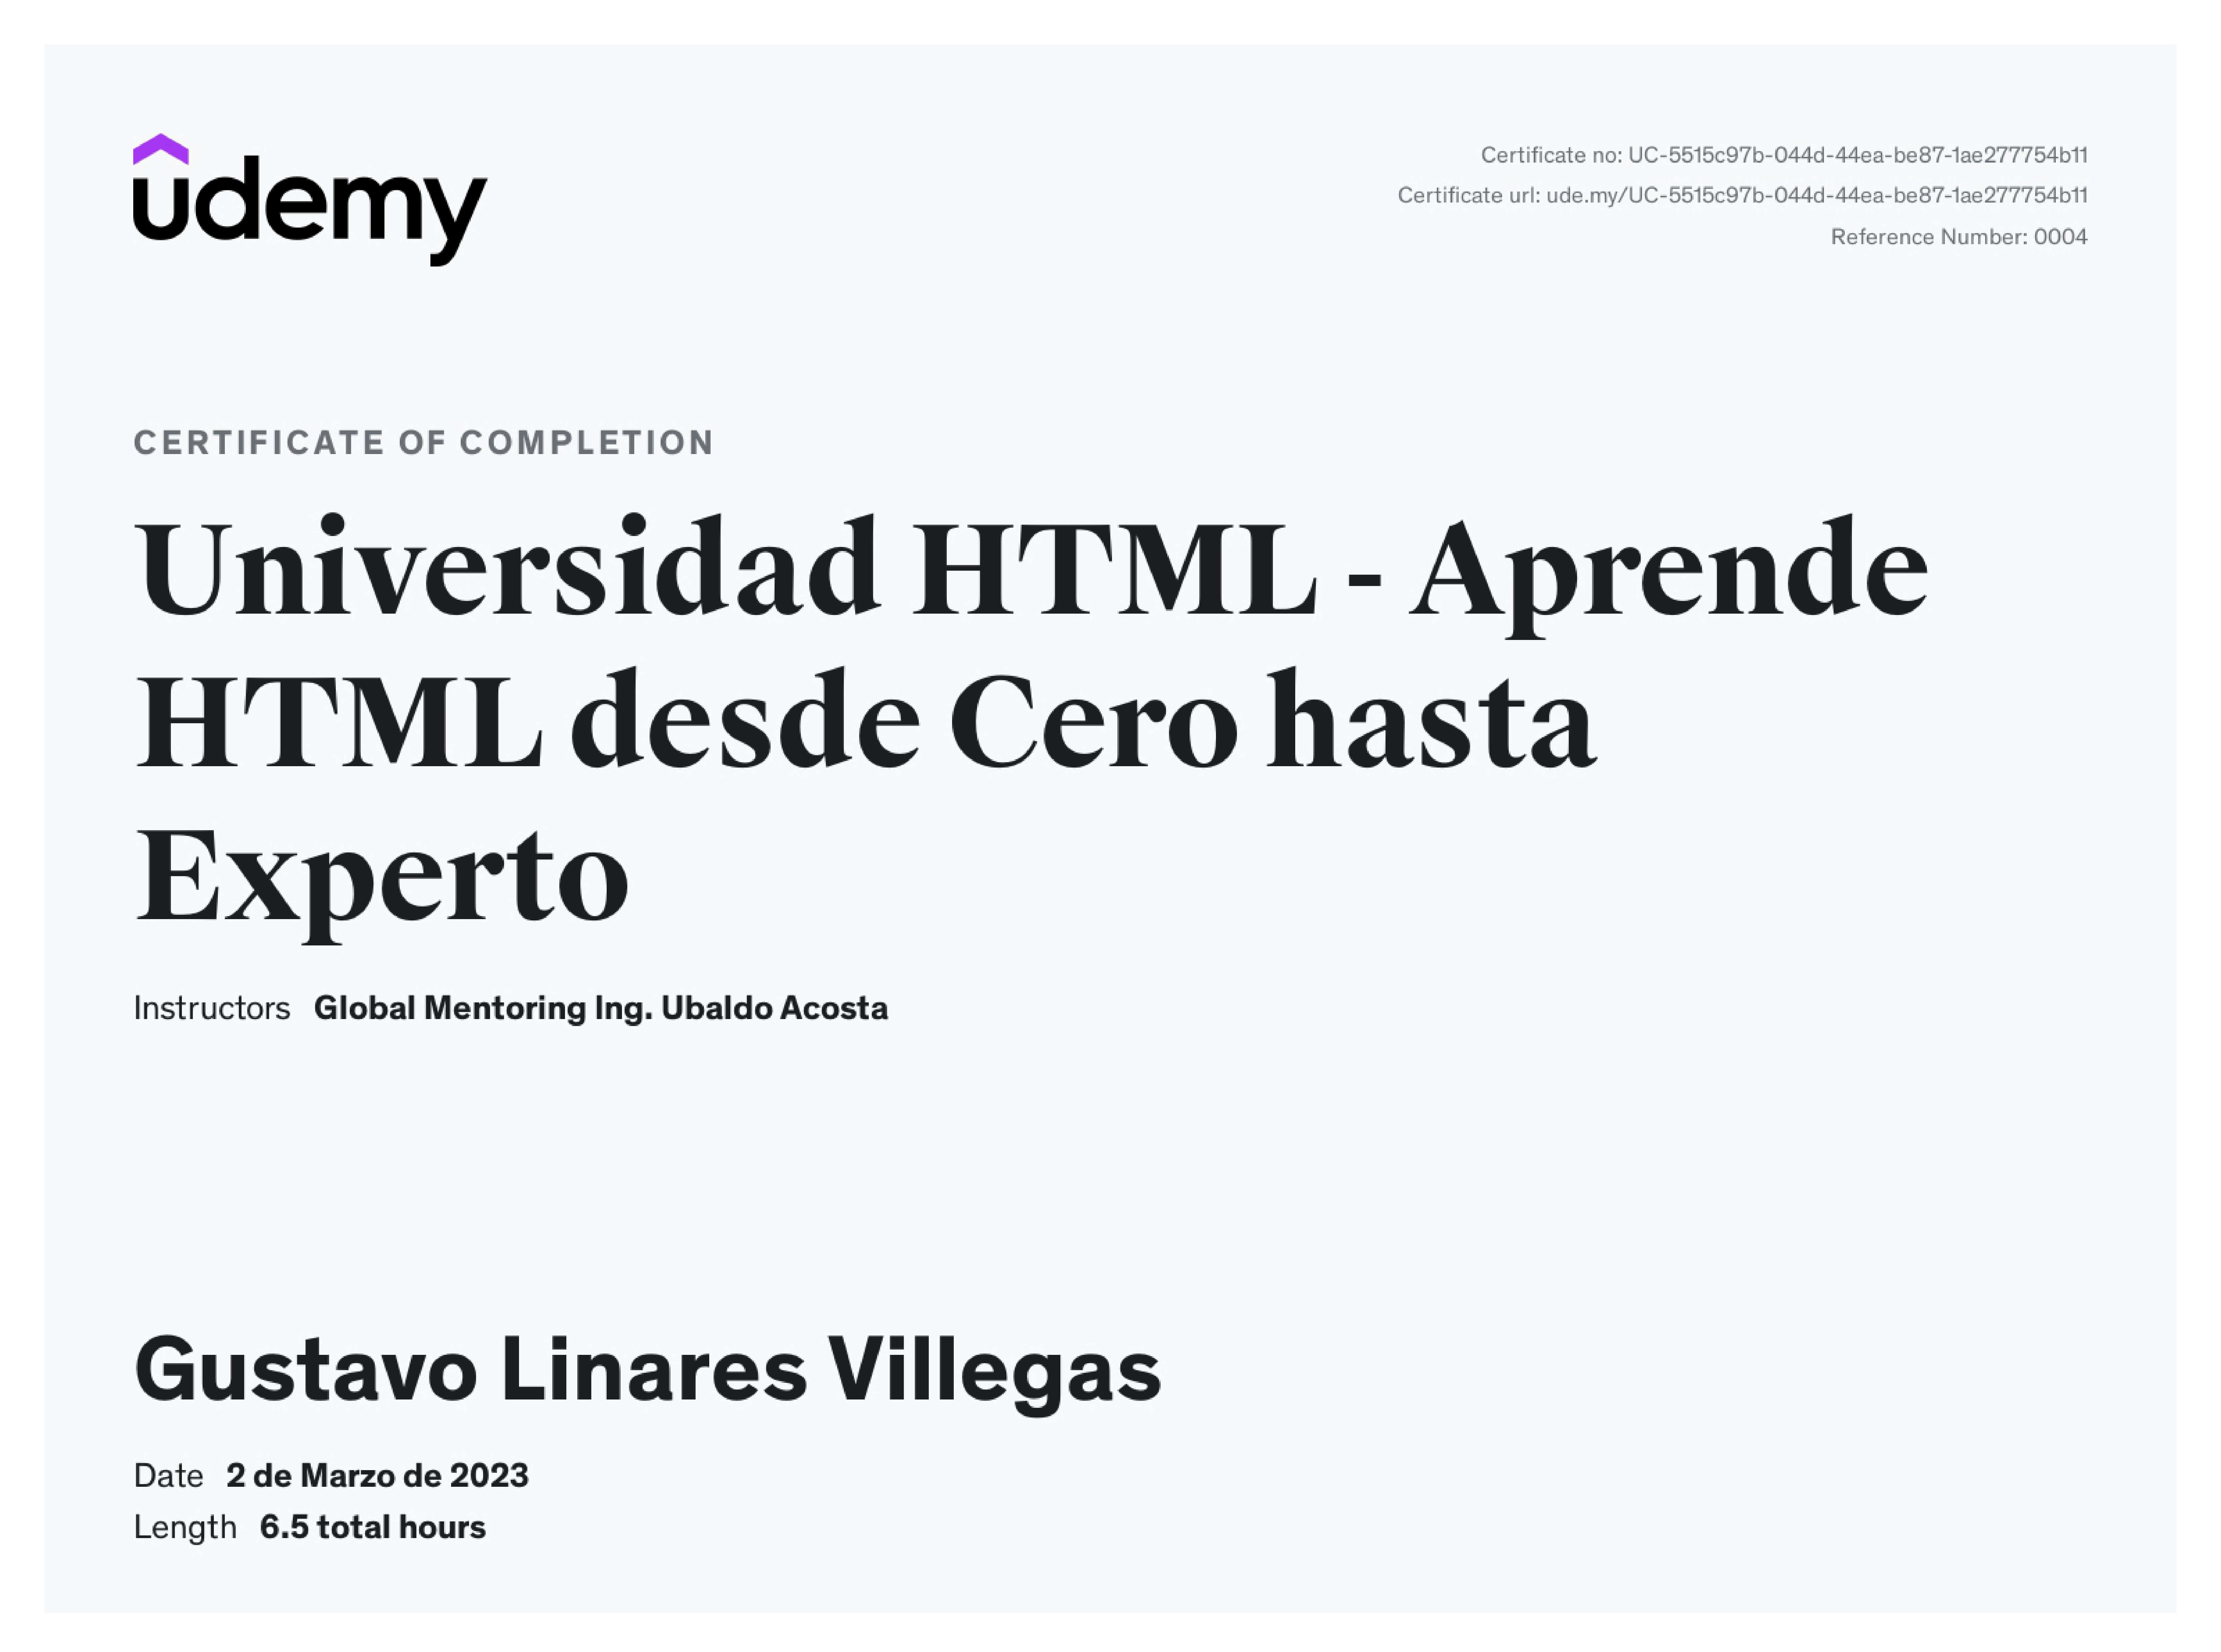 udemy
Certificate no: UC-5515c97b-044d-44ea-be87-1ae277754b11
Certificate url: ude.my/UC-5515c97b-044d-44ea-be87-1ae277754b11
Reference Number: 0004
CERTIFICATE OF COMPLETION
Universidad HTML - Aprende
HTML desde Cero hasta
Experto
Instructors Global Mentoring Ing. Ubaldo Acosta
Gustavo Linares Villegas
Date 2 de Marzo de 2023
Length 6.5 total hours